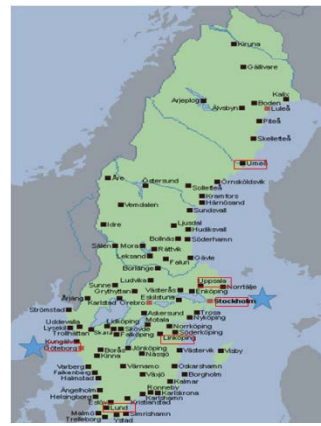 Kiruna
Gällivare
Kalix
Arjeplog
Boden
Älvsbyn
Luleå
Piteå
Skellefteå
Umeå
Åre
Östersund
Örnsköldsvik
Sollefteå
Kramfors
Härnösand
Vemdalen
Sundsvall
Idre
Ljusdal
Hudiksvall
Bollnäs
Söderhamn
Sälen
Mora
Rättvik
Leksand
Falun
Gävle
Borlänge
Ludvika
Uppsala
Norrtälje
Sunne
Västerås
Enköping
Grythyttan
Årjäng
Karlstad
Örebro
Eskilstuna
Stockholm
Strömstad
Askersund
Trosa
Nyköping
Uddevalla
Lidköping
Motala
Norrköping
Lysekil
Skövde
Söderköping
Trollhättan
Skara
Falköping
Linköping
Kungälv
Göteborg
Borås
Jönköping
Västervik
Visby
Kinna
Nässjö
Varberg
Värnamo
Oskarshamn
Falkenberg
Växjö
Borgholm
Halmstad
Kalmar
Ängelholm
Ronneby
Karlskrona
Helsingborg
Karlshamn
Eslöv
Kristianstad
Lund
Malmö
Simrishamn
Trelleborg
Ystad